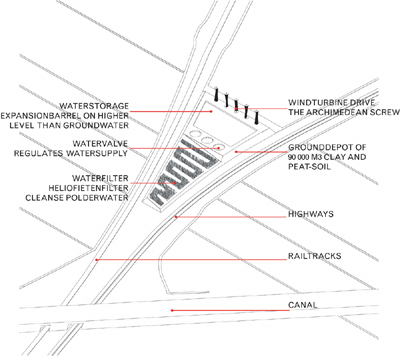 WATERSTORAGE
EXPANSIONBARREL ON HIGHER
LEVEL THAN GROUNDWATER
WATERVALVE
REGULATES WATERSUPPLY
WATERFILTER
HELIOFIETENFILTER
CLEANSE POLDERWATER
WINDTURBINE DRIVE
THE ARCHIMEDEAN SCREW
GROUNDDEPOT OF
90 000 M3 CLAY AND
PEAT-SOIL
HIGHWAYS
RAILTRACKS
CANAL